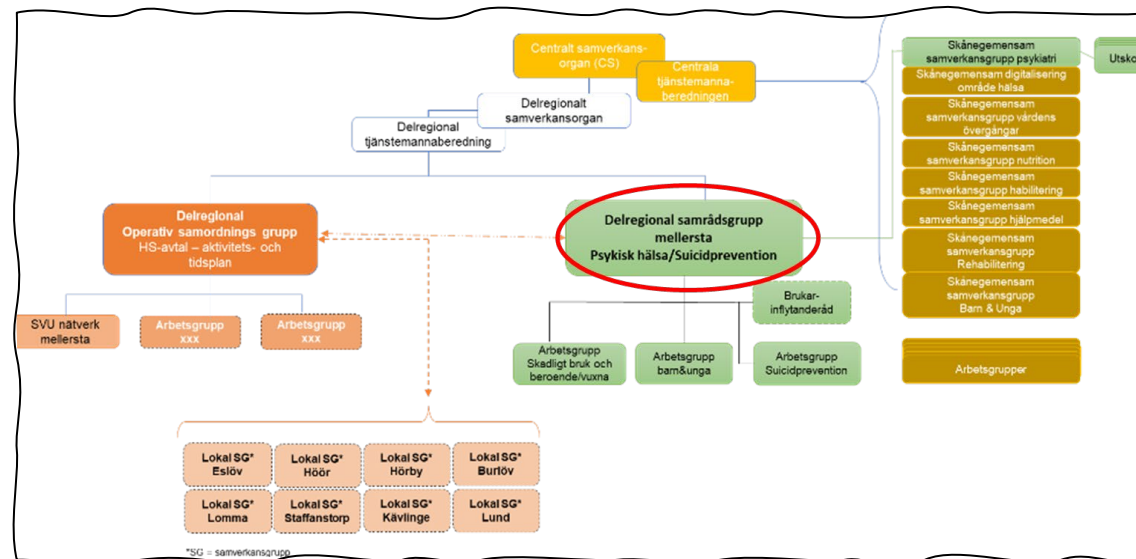 Centralt samverkans-
organ (CS)
Centrala
tjänstemanna-
beredningen
Delregionalt
samverkansorgan
Delregional
tjänstemannaberedning
Delregional
Operativ samordnings grupp
HS-avtal – aktivitets- och
tidsplan
SVU nätverk
mellersta
Arbetsgrupp
xxx
Arbetsgrupp
xxx
Delregional samrådsgrupp
mellersta
Psykisk hälsa/Suicidprevention
Brukar-
inflytanderåd
Arbetsgrupp
Skadligt bruk och
beroende/vuxna
Arbetsgrupp
barn&unga
Arbetsgrupp
Suicidprevention
Skånegemensam
samverkansgrupp psykiatri
Skånegemensam digitalisering
område hälsa
Skånegemensam
samverkansgrupp vårdens
övergångar
Skånegemensam
samverkansgrupp nutrition
Skånegemensam
samverkansgrupp habilitering
Skånegemensam
samverkansgrupp hjälpmedel
Skånegemensam
samverkansgrupp
Rehabilitering
Skånegemensam
samverkansgrupp
Barn & Unga
Arbetsgrupper
Lokal SG*
Eslöv
Lokal SG*
Höör
Lokal SG*
Hörby
Lokal SG*
Burlöv
Lokal SG*
Lomma
Lokal SG*
Staffanstorp
Lokal SG*
Kävlinge
Lokal SG*
Lund
*SG = samverkansgrupp